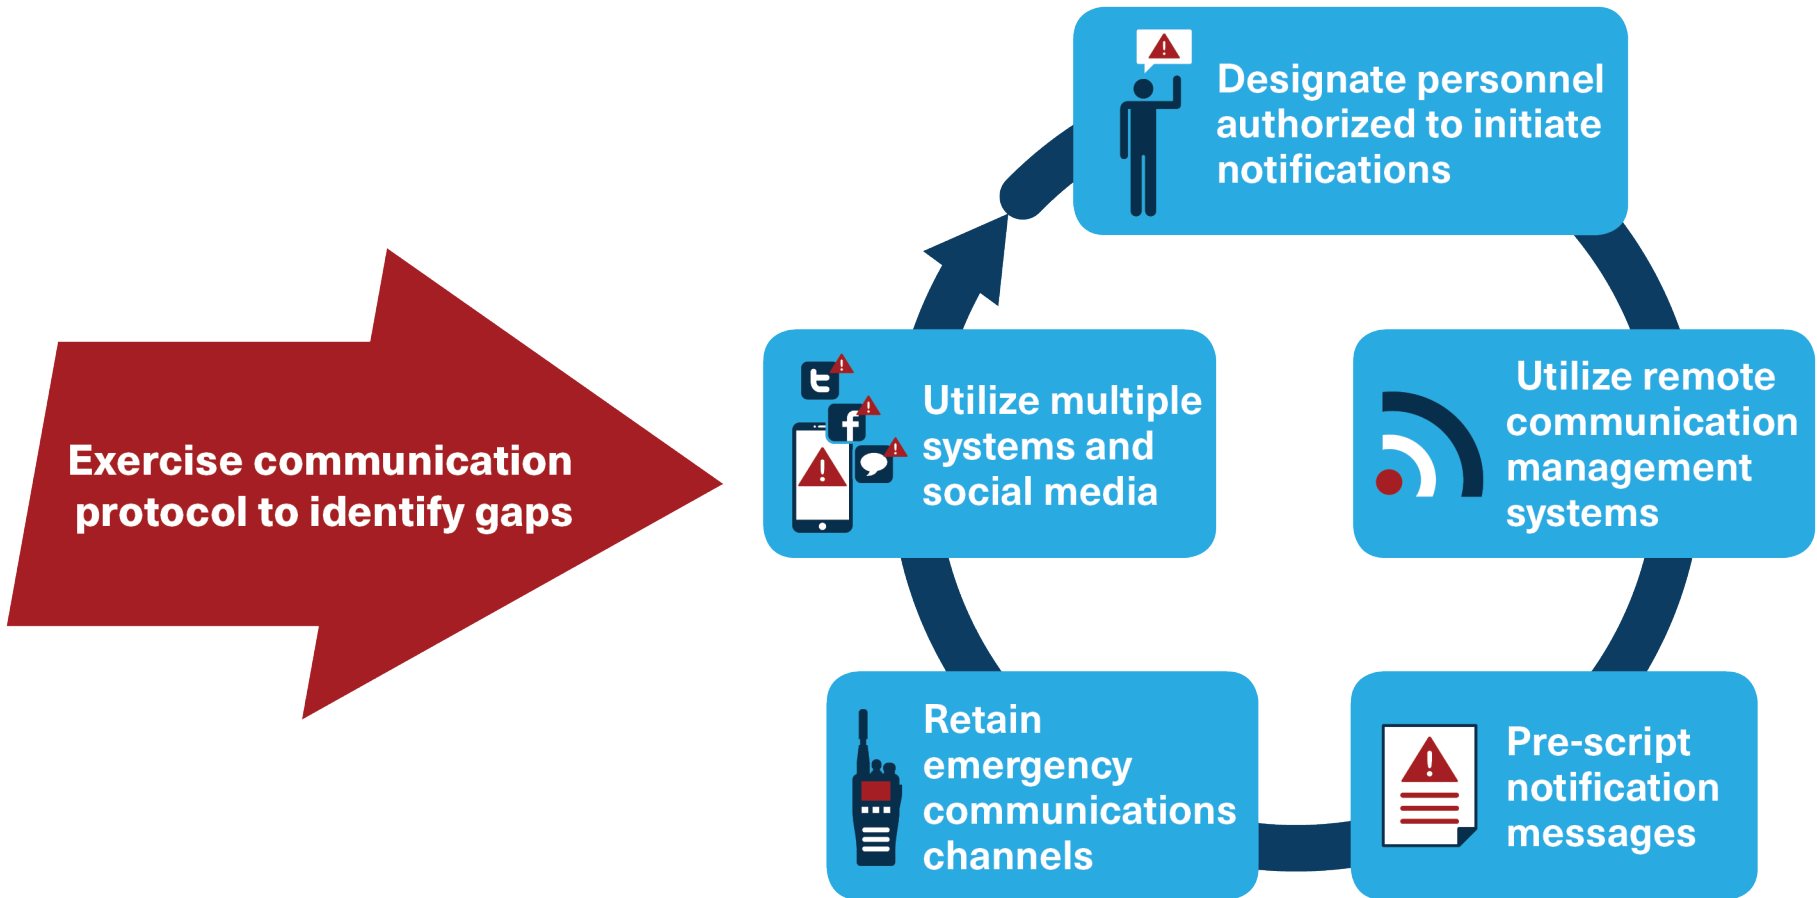 Exercise communication
protocol to identify gaps
Designate personnel
authorized to initiate
notifications
Utilize remote
communication
management
systems
Pre-script
notification
messages
Retain
emergency
communications
channels
Utilize multiple
systems and
social media